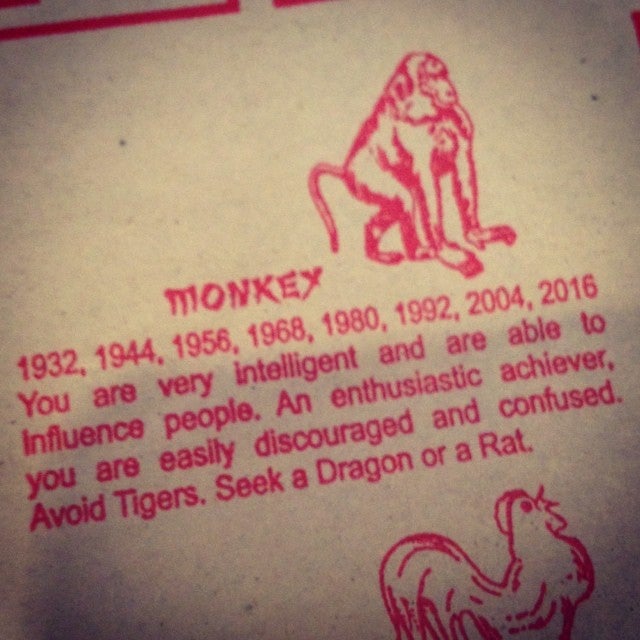 MONKEY
1932, 1944, 1956, 1968, 1980, 1992, 2004, 2016
You are very intelligent and are able to
influence people. An enthusiastic achiever,
you are easily discouraged and confused.
Avoid Tigers. Seek a Dragon or a Rat.